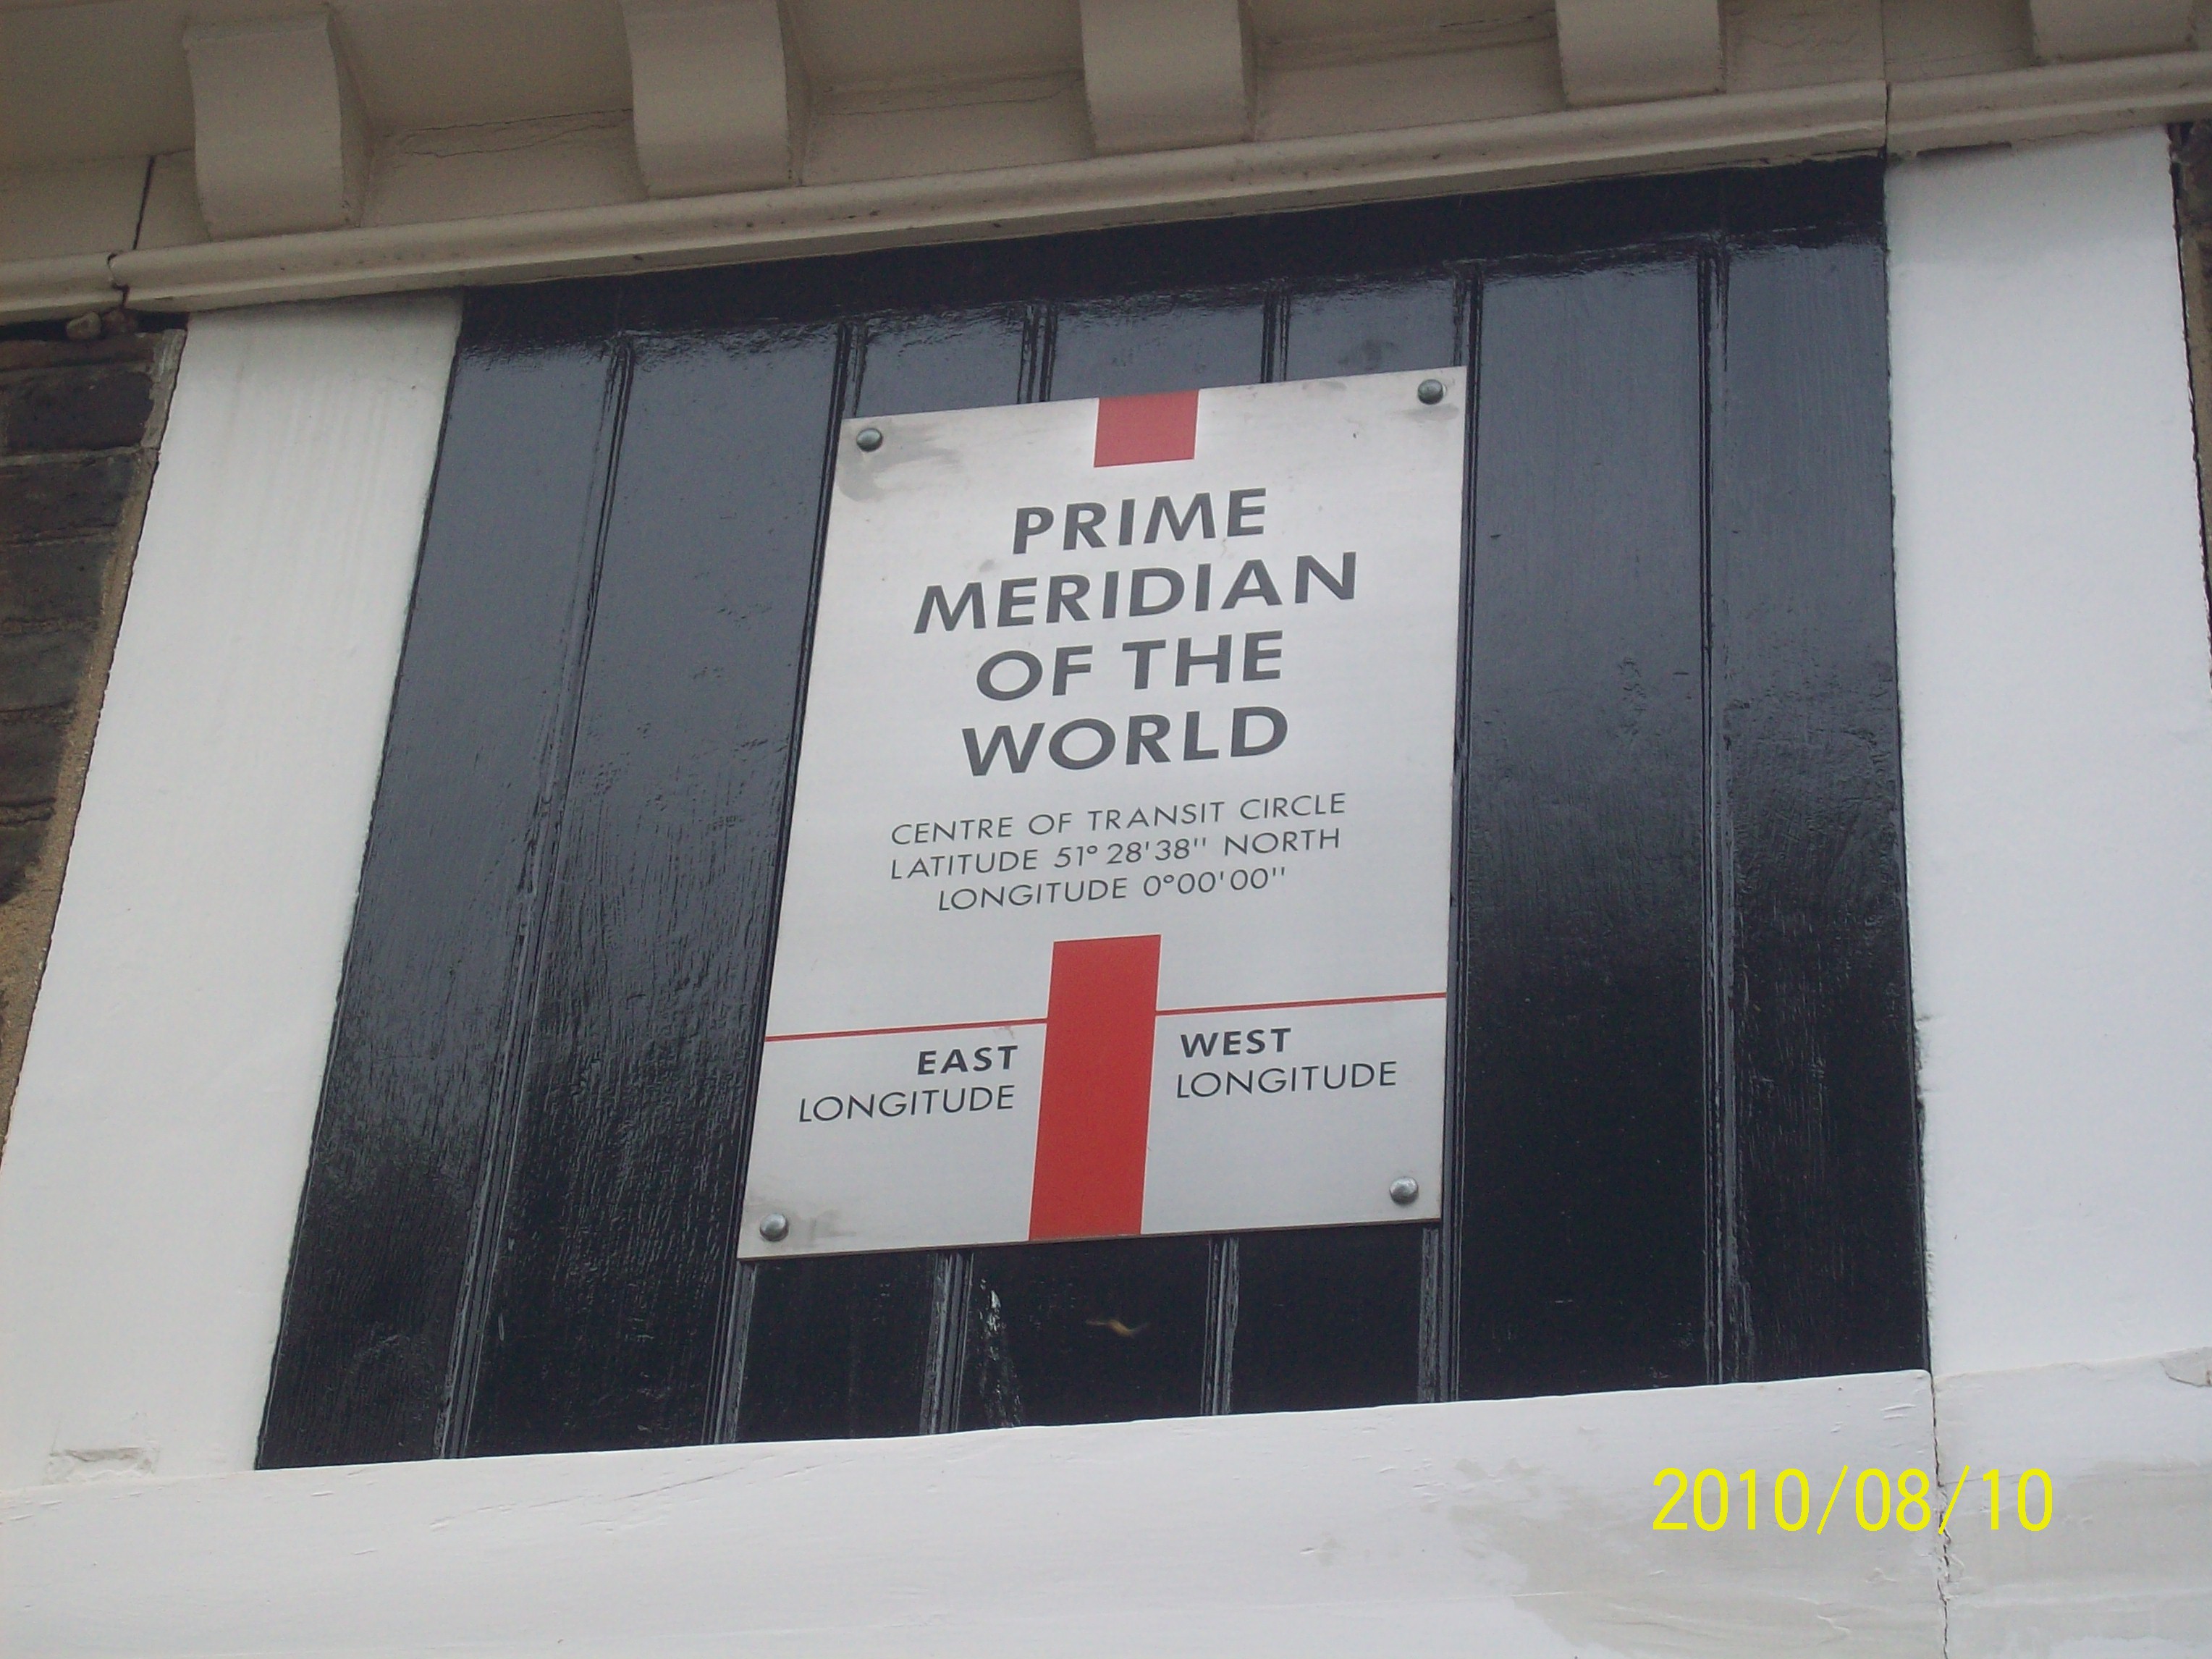 PRIME
MERIDIAN
OF THE
WORLD
CENTRE OF TRANSIT CIRCLE
LATITUDE 51° 28'38'' NORTH
LONGITUDE 0°00'00''
EAST
LONGITUDE
WEST
LONGITUDE
2010/08/10